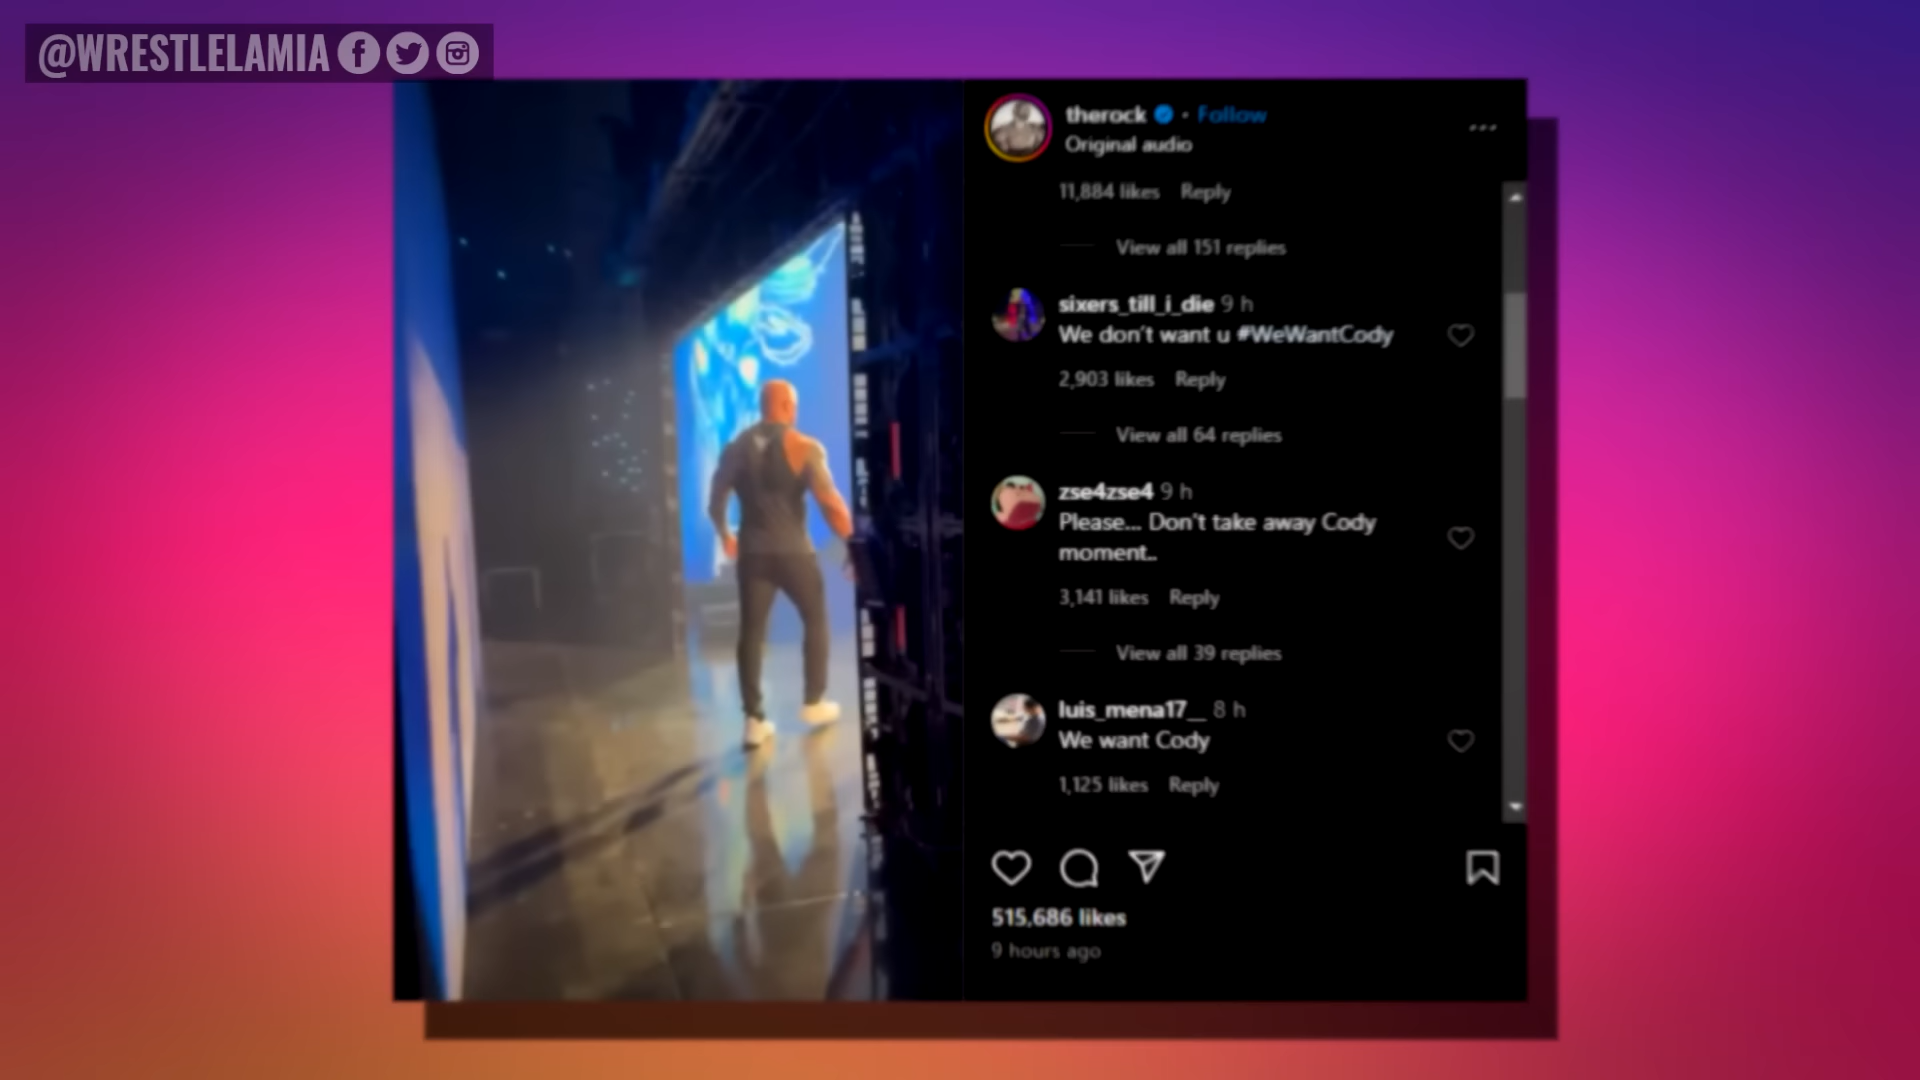 @WRESTLELAMIA
therock · Follow
Original audio
11,884 likes Reply
View all 151 replies
sixers_till_i_die 9 h
We don't want u #WeWantCody
2,903 likes Reply
View all 64 replies
zse4zse4 9 h
Please... Don't take away Cody
moment..
3,141 likes Reply
View all 39 replies
luis_mena17__ 8 h
We want Cody
1,125 likes Reply
515,686 likes
9 hours ago